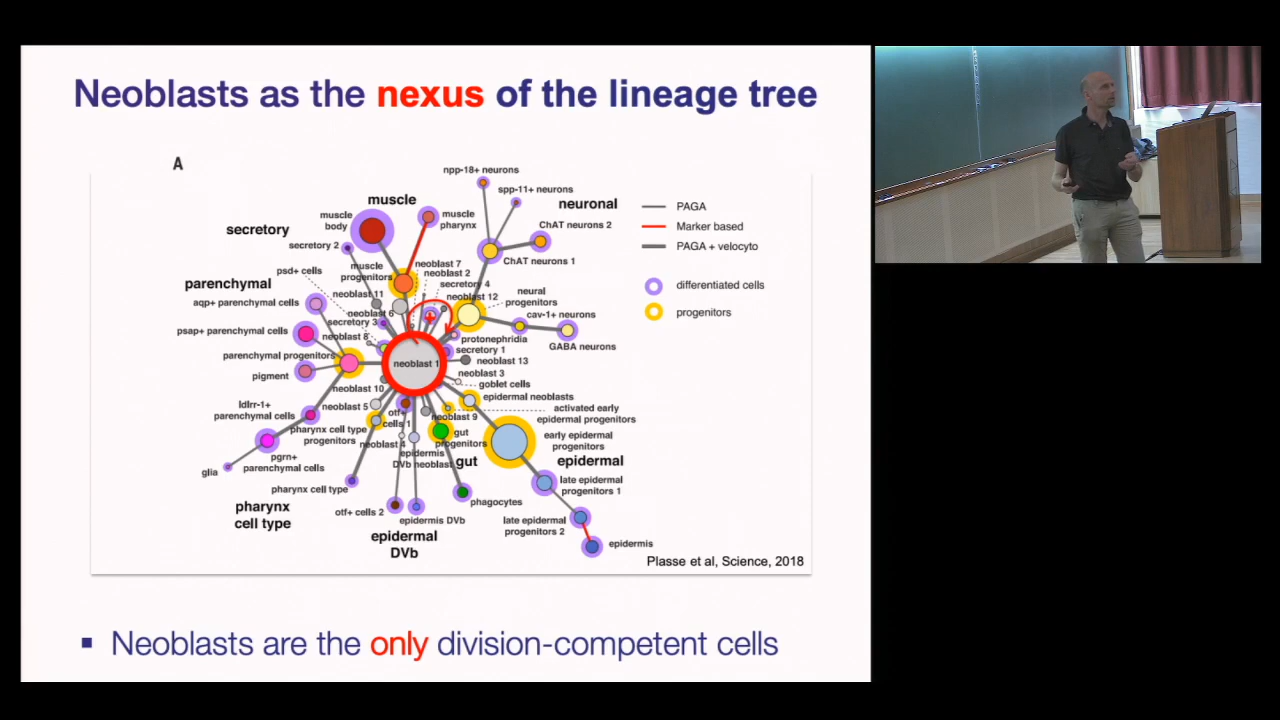 Neoblasts as the nexus of the lineage tree
A
npp-18+ neurons
spp-11+ neurons
muscle
neuronal
PAGA
muscle
body
muscle
pharynx
ChAT neurons 2
Marker based
secretory
secretory 2
PAGA + velocyto
ChAT neurons 1
psd+ cells
muscle
progenitors
neoblast 7
neoblast 2
secretory 4
parenchymal
differentiated cells
neoblast 11
neoblast 12
neural
progenitors
aqp+ parenchymal cells
neoblast 6
cav-1+ neurons
progenitors
secretory 3
psap+ parenchymal cells
neoblast 8
protonephridia
GABA neurons
secretory 1
parenchymal progenitors
neoblast 1
neoblast 13
pigment
neoblast 3
goblet cells
neoblast 10
epidermal neoblasts
ldlrr-1+
parenchymal cells
neoblast 5
otf+
cells 1
neoblast 9
activated early
epidermal progenitors
pharynx cell type
progenitors
neoblast 4
gut
progenitors
early epidermal
progenitors
epidermis
DVb neoblast
gut
epidermal
pgrn+
parenchymal cells
glia
late epidermal
progenitors 1
pharynx cell type
phagocytes
pharynx
cell type
otf+ cells 2
epidermis DVb
late epidermal
progenitors 2
epidermal
DVb
epidermis
Plasse et al, Science, 2018
▪ Neoblasts are the only division-competent cells